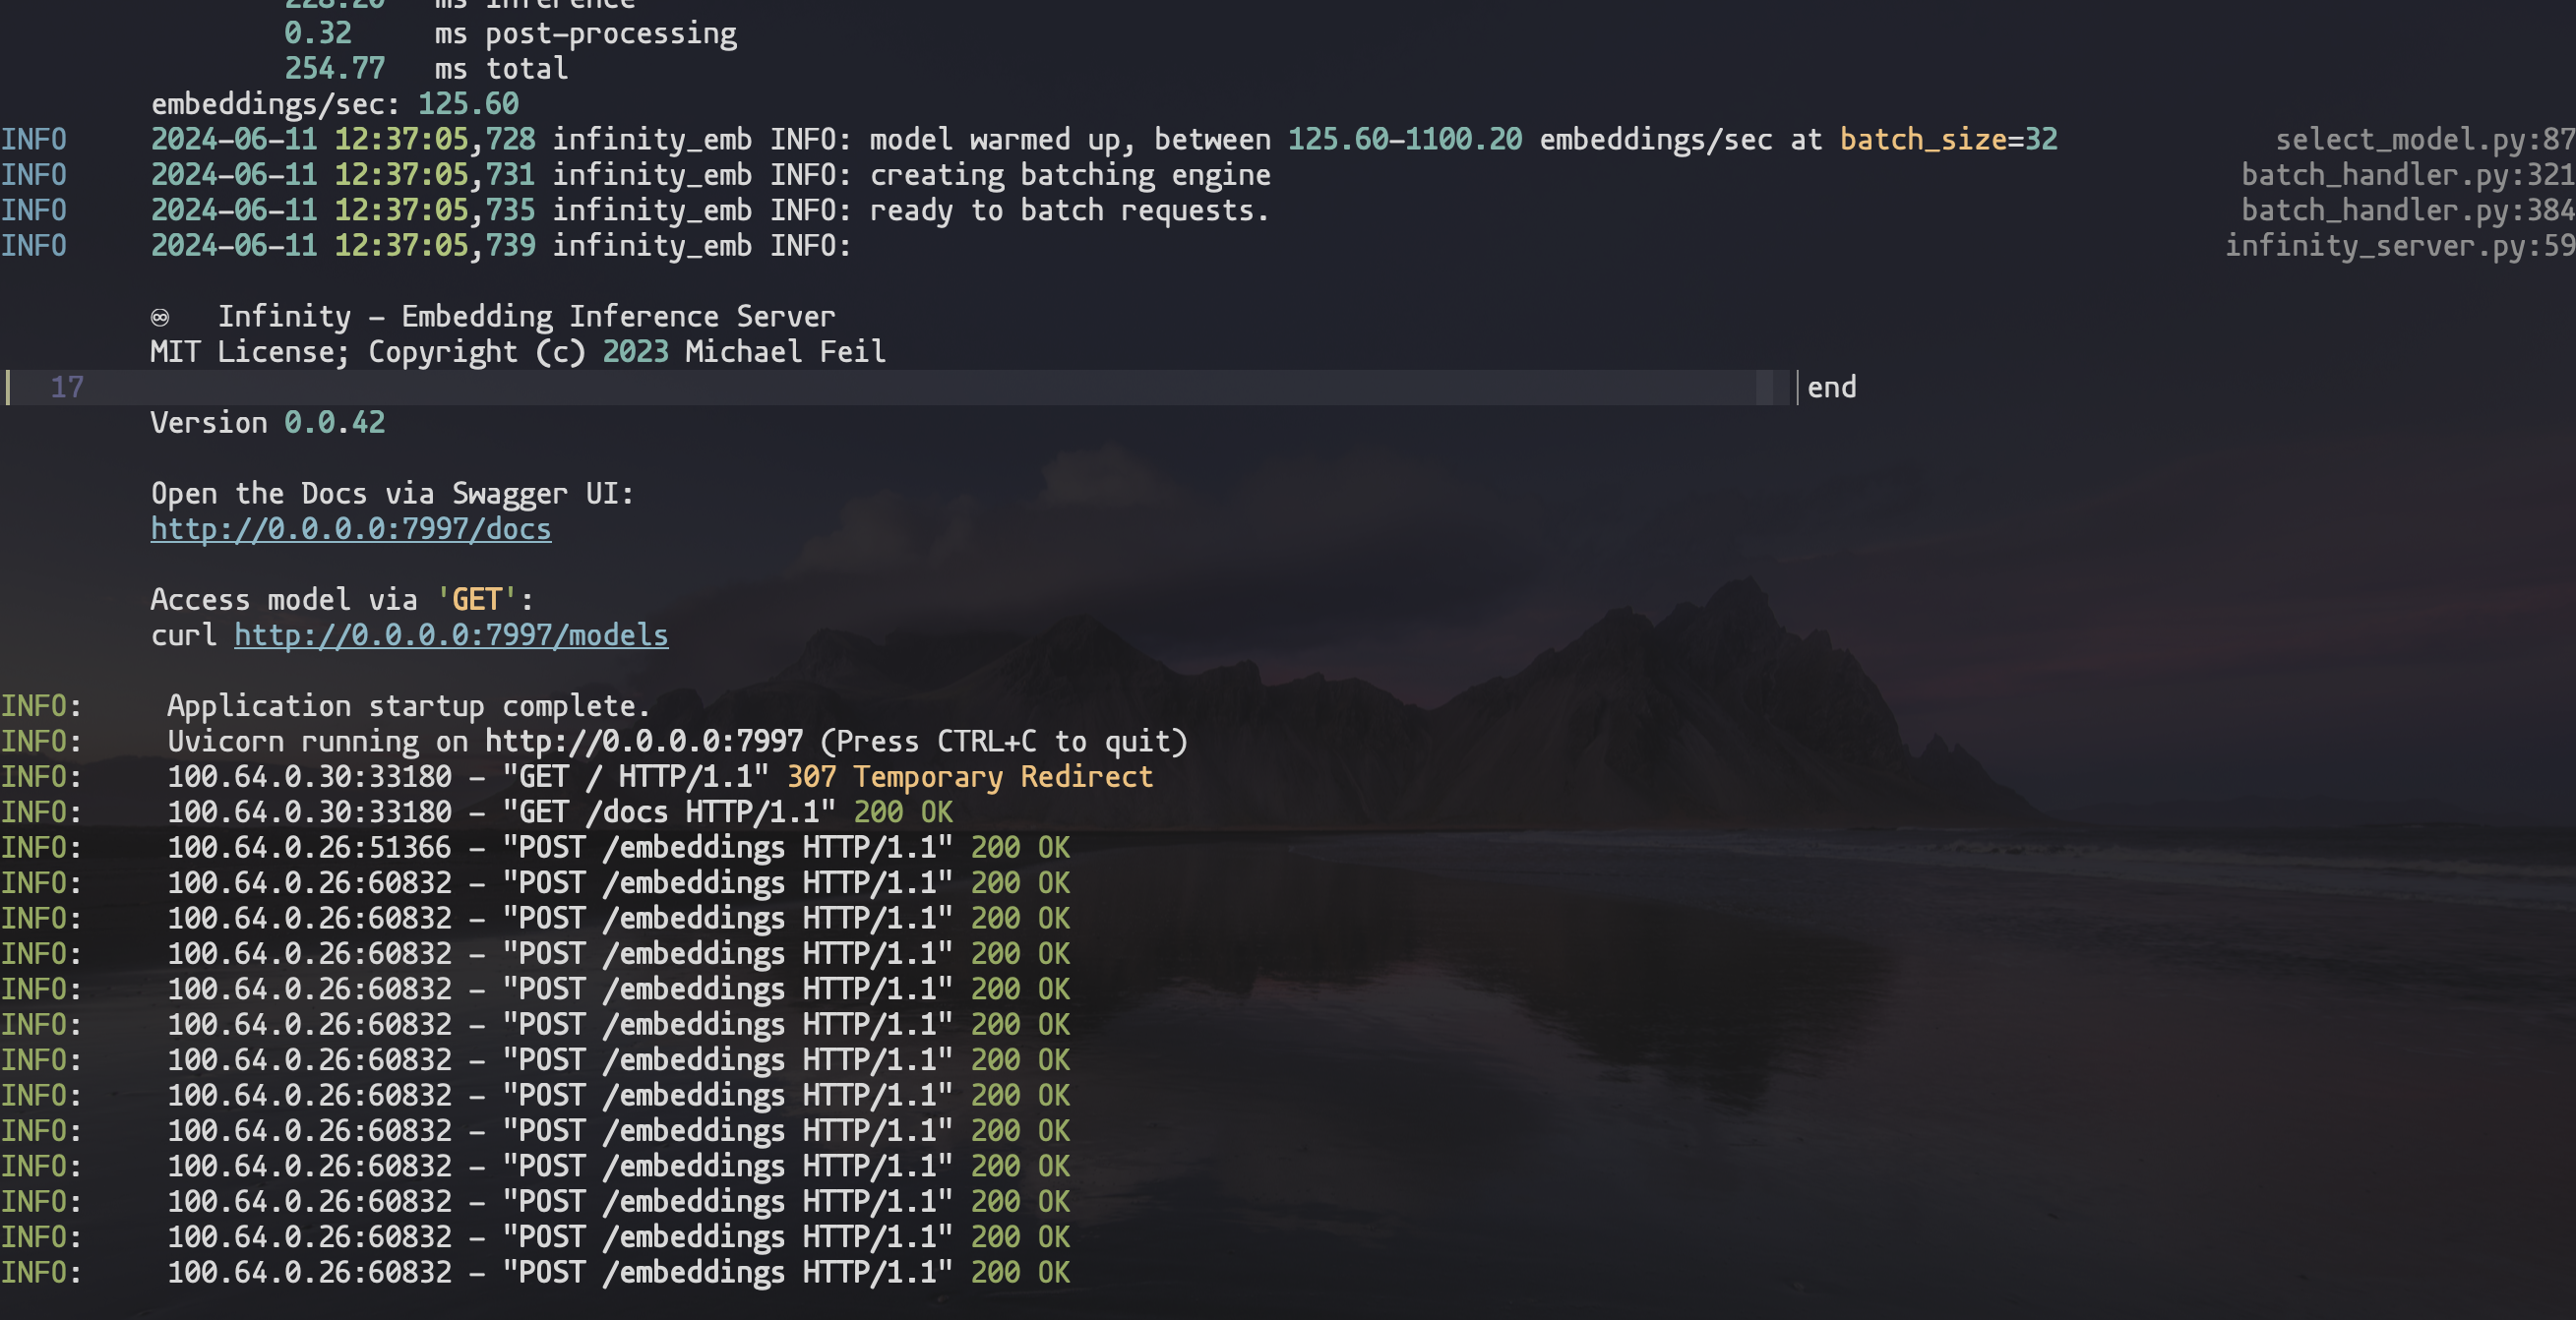 228.20   ms inference
0.32     ms post-processing
254.77   ms total
embeddings/sec: 125.60
INFO     2024-06-11 12:37:05,728 infinity_emb INFO: model warmed up, between 125.60-1100.20 embeddings/sec at batch_size=32     select_model.py:87
INFO     2024-06-11 12:37:05,731 infinity_emb INFO: creating batching engine     batch_handler.py:321
INFO     2024-06-11 12:37:05,735 infinity_emb INFO: ready to batch requests.     batch_handler.py:384
INFO     2024-06-11 12:37:05,739 infinity_emb INFO:     infinity_server.py:59
♾   Infinity - Embedding Inference Server
MIT License; Copyright (c) 2023 Michael Feil
17     end
Version 0.0.42
Open the Docs via Swagger UI:
http://0.0.0.0:7997/docs
Access model via 'GET':
curl http://0.0.0.0:7997/models
INFO:     Application startup complete.
INFO:     Uvicorn running on http://0.0.0.0:7997 (Press CTRL+C to quit)
INFO:     100.64.0.30:33180 - "GET / HTTP/1.1" 307 Temporary Redirect
INFO:     100.64.0.30:33180 - "GET /docs HTTP/1.1" 200 OK
INFO:     100.64.0.26:51366 - "POST /embeddings HTTP/1.1" 200 OK
INFO:     100.64.0.26:60832 - "POST /embeddings HTTP/1.1" 200 OK
INFO:     100.64.0.26:60832 - "POST /embeddings HTTP/1.1" 200 OK
INFO:     100.64.0.26:60832 - "POST /embeddings HTTP/1.1" 200 OK
INFO:     100.64.0.26:60832 - "POST /embeddings HTTP/1.1" 200 OK
INFO:     100.64.0.26:60832 - "POST /embeddings HTTP/1.1" 200 OK
INFO:     100.64.0.26:60832 - "POST /embeddings HTTP/1.1" 200 OK
INFO:     100.64.0.26:60832 - "POST /embeddings HTTP/1.1" 200 OK
INFO:     100.64.0.26:60832 - "POST /embeddings HTTP/1.1" 200 OK
INFO:     100.64.0.26:60832 - "POST /embeddings HTTP/1.1" 200 OK
INFO:     100.64.0.26:60832 - "POST /embeddings HTTP/1.1" 200 OK
INFO:     100.64.0.26:60832 - "POST /embeddings HTTP/1.1" 200 OK
INFO:     100.64.0.26:60832 - "POST /embeddings HTTP/1.1" 200 OK